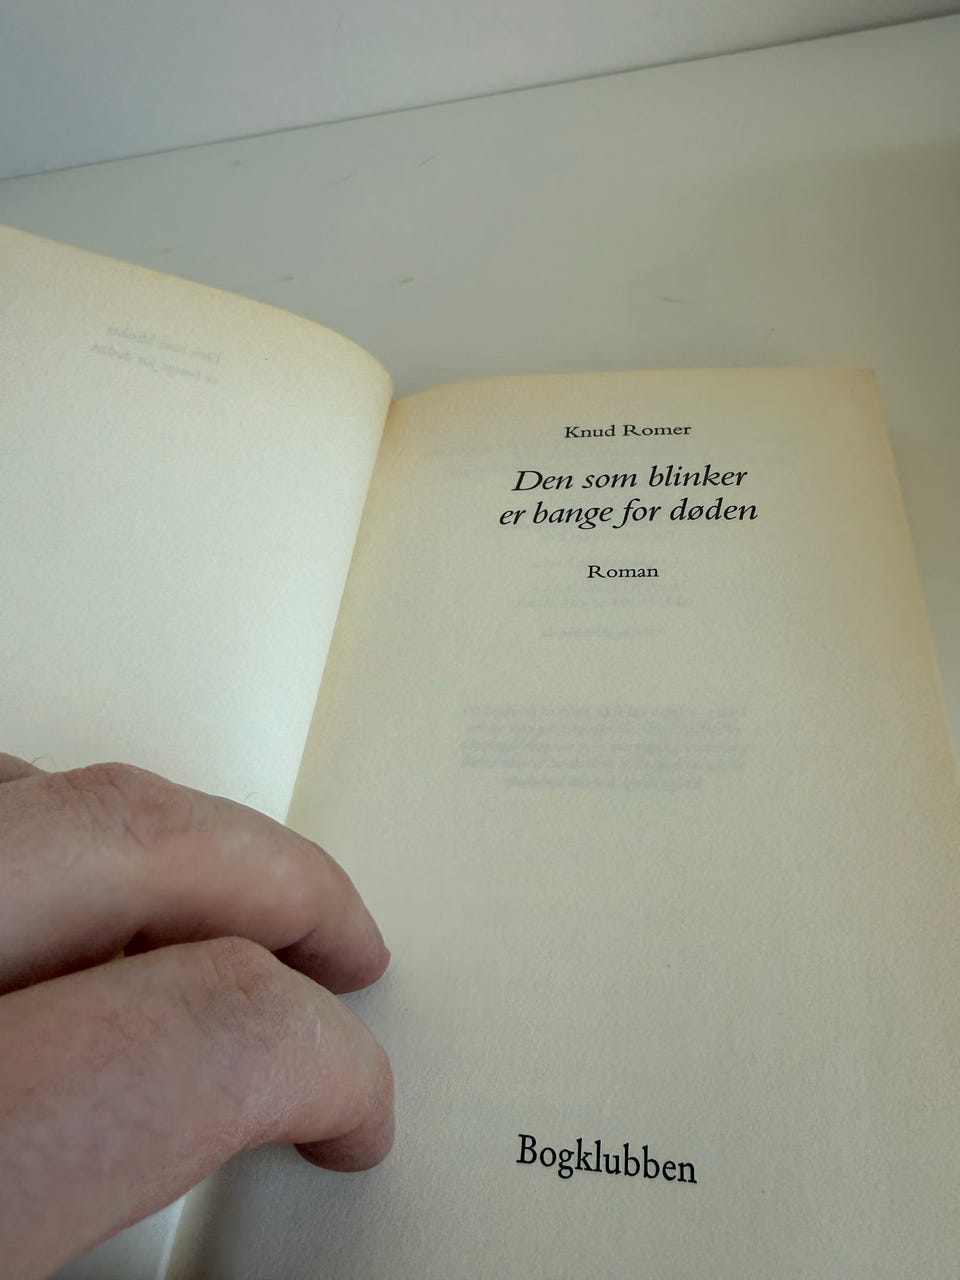 Knud Romer
Den som blinker
er bange for døden
Roman
Bogklubben